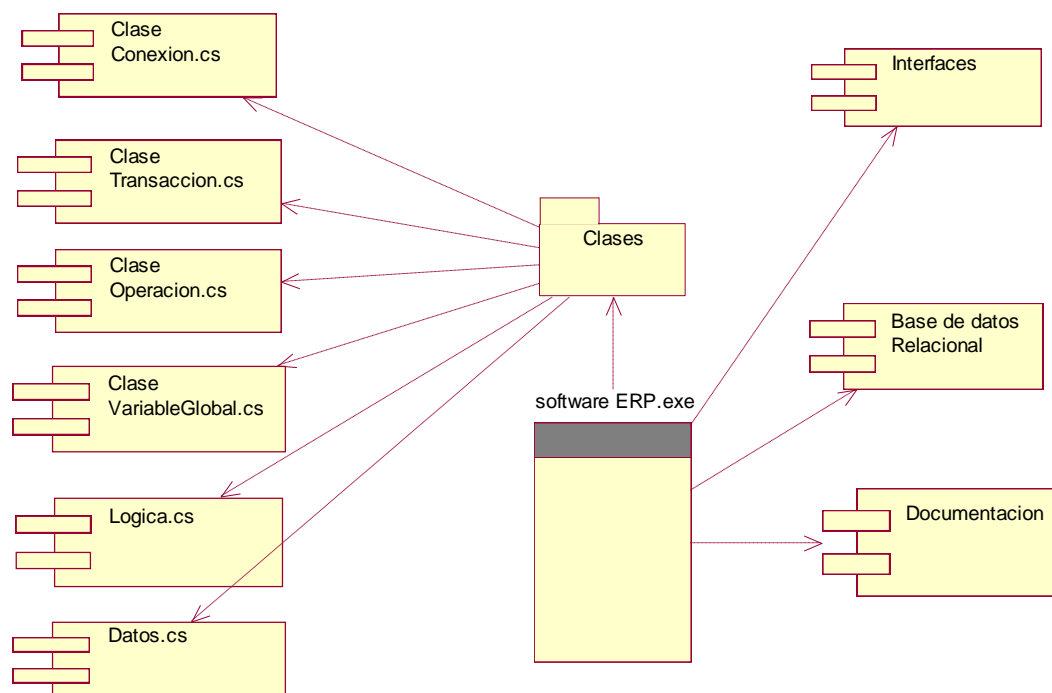 Clase
Conexion.cs
Interfaces
Clase
Transaccion.cs
Clases
Clase
Operacion.cs
Base de datos
Relacional
Clase
VariableGlobal.cs
software ERP.exe
Logica.cs
Documentacion
Datos.cs